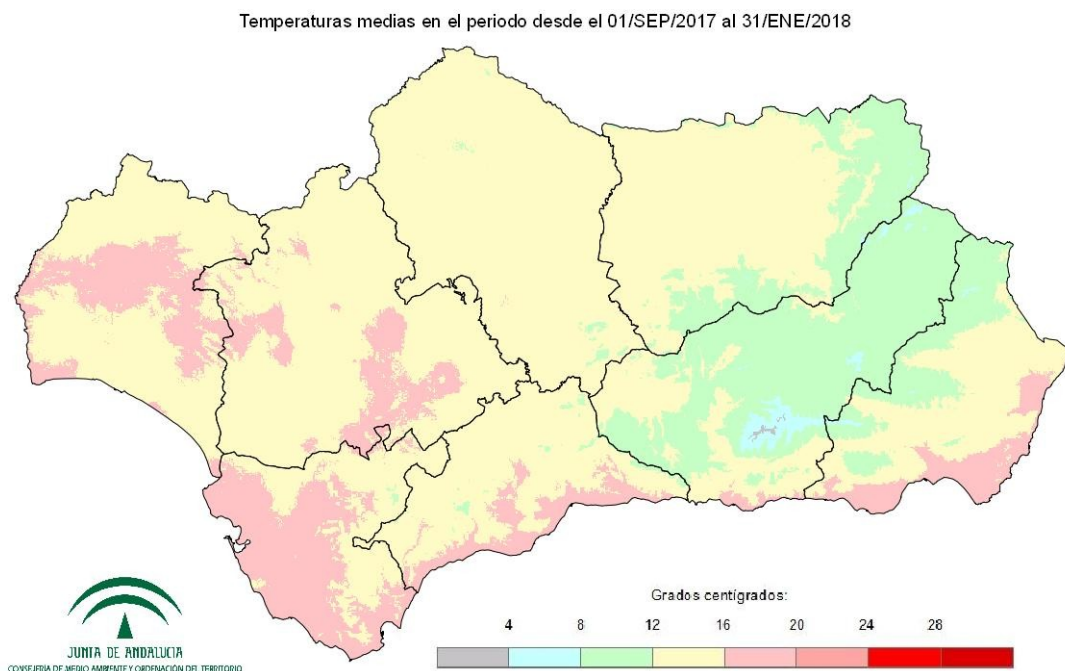 Temperaturas medias en el periodo desde el 01/SEP/2017 al 31/ENE/2018
Grados centígrados:
4 8 12 16 20 24 28
JUNTA DE ANDALUCIA
CONSEJERÍA DE MEDIO AMBIENTE Y ORDENACIÓN DEL TERRITORIO